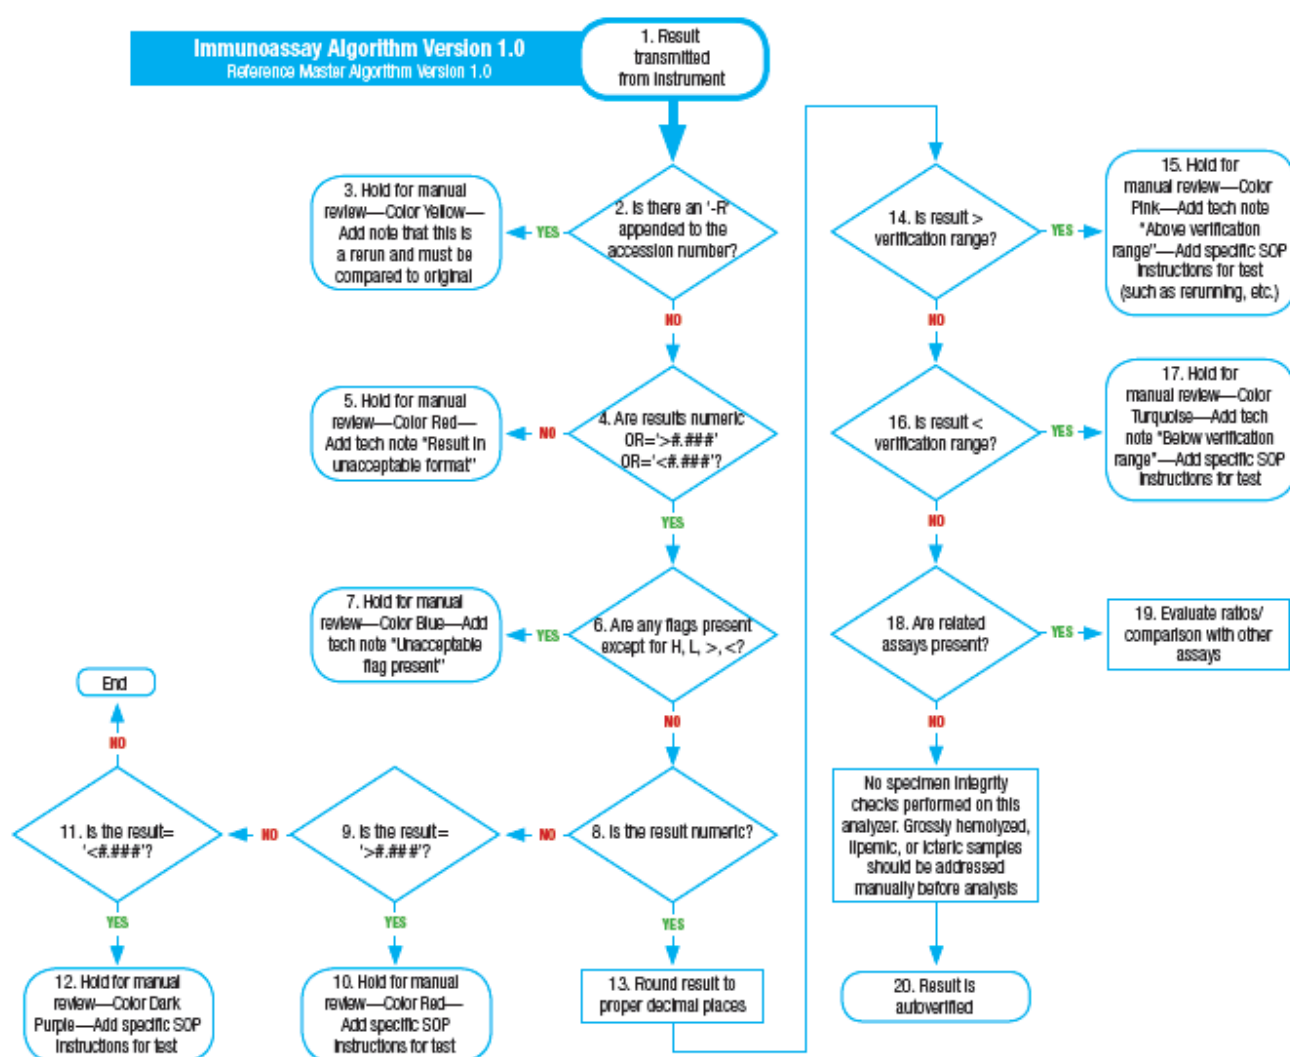 Immunoassay Algorithm Version 1.0
Reference Master Algorithm Version 1.0
1. Result
transmitted
from instrument
2. Is there an '-R'
appended to the
accession number?
YES
3. Hold for manual
review—Color Yellow—
Add note that this is
a rerun and must be
compared to original
NO
4. Are results numeric
OR='>#.###'
OR='<#.###'?
NO
5. Hold for manual
review—Color Red—
Add tech note "Result in
unacceptable format"
YES
6. Are any flags present
except for H, L, >, <?
YES
7. Hold for manual
review—Color Blue—Add
tech note "Unacceptable
flag present"
NO
8. Is the result numeric?
NO
9. Is the result=
'>#.###'?
YES
10. Hold for manual
review—Color Red—
Add specific SOP
instructions for test
NO
11. Is the result=
'<#.###'?
NO
End
YES
12. Hold for manual
review—Color Dark
Purple—Add specific SOP
instructions for test
YES
13. Round result to
proper decimal places
14. Is result >
verification range?
YES
15. Hold for
manual review—Color
Pink—Add tech note
"Above verification
range"—Add specific SOP
instructions for test
(such as rerunning, etc.)
NO
16. Is result <
verification range?
YES
17. Hold for
manual review—Color
Turquoise—Add tech
note "Below verification
range"—Add specific SOP
instructions for test
NO
18. Are related
assays present?
YES
19. Evaluate ratios/
comparison with other
assays
NO
No specimen integrity
checks performed on this
analyzer. Grossly hemolyzed,
lipemic, or icteric samples
should be addressed
manually before analysis
20. Result is
autoverified